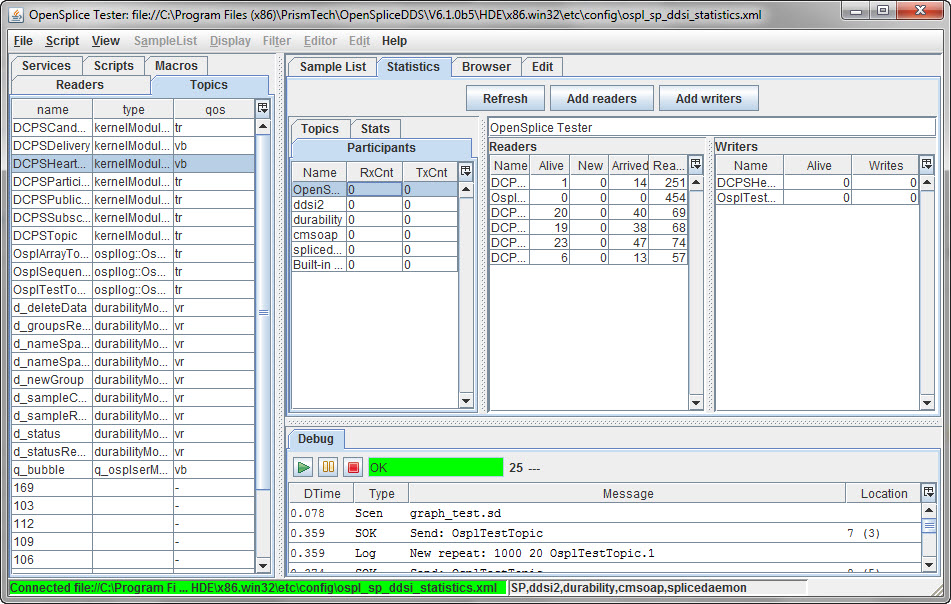 OpenSplice Tester: file://C:\Program Files (x86)\PrismTech\OpenSpliceDDS\V6.1.0b5\HDE\x86.win32\etc\config\ospl_sp_ddsi_statistics.xml
File Script View SampleList Display Filter Editor Edit Help
Services Scripts Macros
Readers Topics
name type qos
DCPSCand... kernelModul... tr
DCPSDelivery kernelModul... vb
DCPSHeart... kernelModul... vb
DCPSPartici... kernelModul... tr
DCPSPublic... kernelModul... tr
DCPSSubsc... kernelModul... tr
DCPSTopic kernelModul... tr
OsplArrayTo... ospllog::Os... tr
OsplSequen... ospllog::Os... tr
OsplTestTo... ospllog::Os... tr
d_deleteData durabilityMo... vr
d_groupsRe... durabilityMo... vr
d_nameSpa... durabilityMo... vr
d_nameSpa... durabilityMo... vr
d_newGroup durabilityMo... vr
d_sampleC... durabilityMo... vr
d_sampleR... durabilityMo... vr
d_status durabilityMo... vr
d_statusRe... durabilityMo... vr
q_bubble q_osplserM... vb
169 -
103 -
112 -
109 -
106 -
Sample List Statistics Browser Edit
Refresh Add readers Add writers
Topics Stats
Participants
Name RxCnt TxCnt
OpenS... 0 0
ddsi2 0 0
durability 0 0
cmsoap 0 0
spliced... 0 0
Built-in ... 0 0
OpenSplice Tester
Readers
Name Alive New Arrived Rea...
DCP... 1 0 14 251
Ospl... 0 0 0 454
DCP... 20 0 40 69
DCP... 19 0 38 68
DCP... 23 0 47 74
DCP... 6 0 13 57
Writers
Name Alive Writes
DCPSHe... 0 0
OsplTest... 0 0
Debug
OK 25 ---
DTime Type Message Location
0.078 Scen graph_test.sd
0.359 SOK Send: OsplTestTopic 7 (3)
0.359 Log New repeat: 1000 20 OsplTestTopic.1
Connected file://C:\Program Fi ... HDE\x86.win32\etc\config\ospl_sp_ddsi_statistics.xml SP,ddsi2,durability,cmsoap,splicedaemon